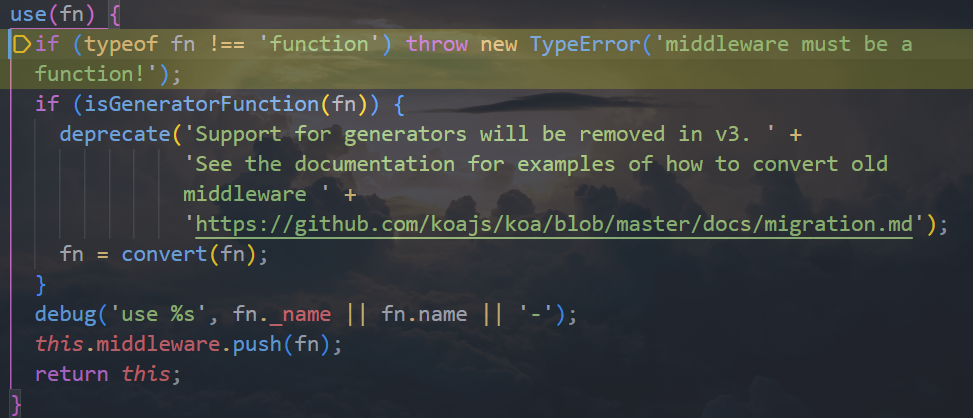 use(fn) {
if (typeof fn !== 'function') throw new TypeError('middleware must be a
function!');
if (isGeneratorFunction(fn)) {
deprecate('Support for generators will be removed in v3. ' +
'See the documentation for examples of how to convert old
middleware ' +
'https://github.com/koajs/koa/blob/master/docs/migration.md');
fn = convert(fn);
}
debug('use %s', fn._name || fn.name || '-');
this.middleware.push(fn);
return this;
}